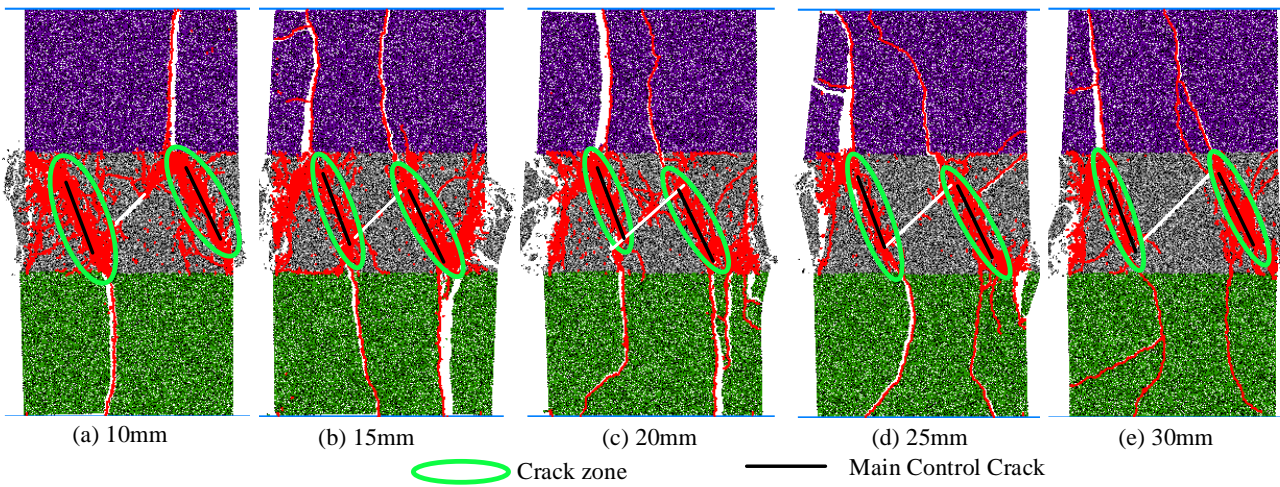 (a) 10mm
(b) 15mm
(c) 20mm
(d) 25mm
(e) 30mm
Crack zone
Main Control Crack